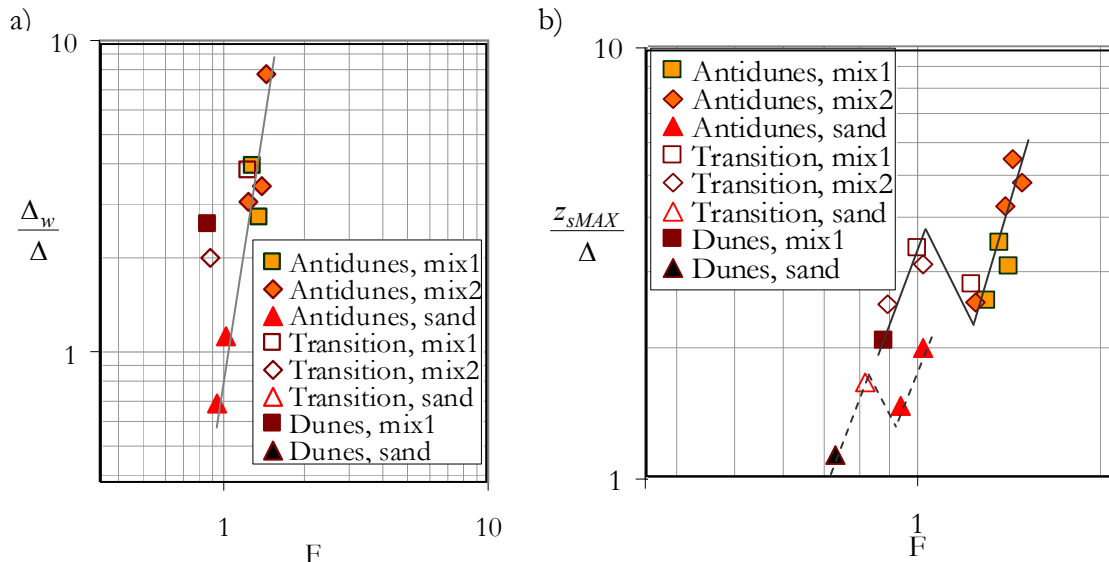 a)
10
Δw
Δ
1
Antidunes, mix1
Antidunes, mix2
Antidunes, sand
Transition, mix1
Transition, mix2
Transition, sand
Dunes, mix1
Dunes, sand
1
10
b)
10
zsMAX
Δ
1
Antidunes, mix1
Antidunes, mix2
Antidunes, sand
Transition, mix1
Transition, mix2
Transition, sand
Dunes, mix1
Dunes, sand
1
F